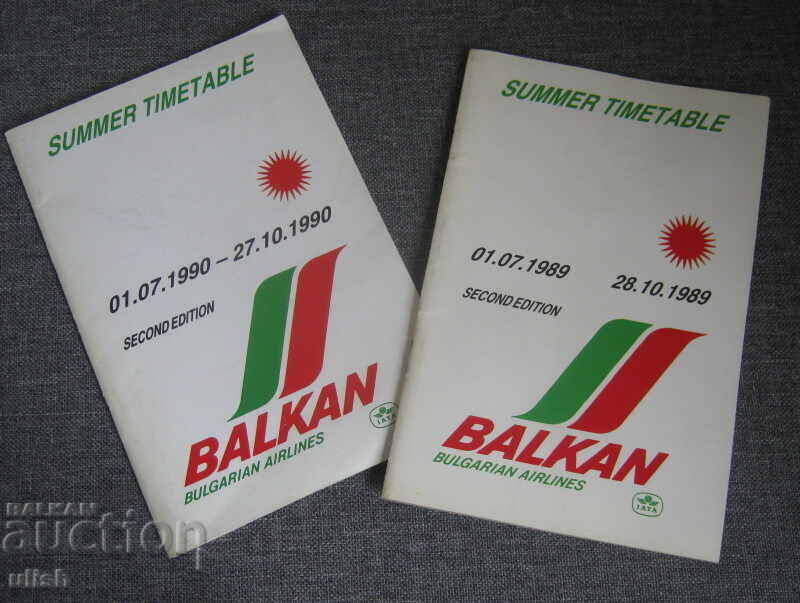 SUMMER TIMETABLE
01.07.1990 – 27.10.1990
SECOND EDITION
BALKAN
BULGARIAN AIRLINES
IATA
SUMMER TIMETABLE
01.07.1989
28.10.1989
SECOND EDITION
BALKAN
BULGARIAN AIRLINES
IATA
BALKAN
auction
ulish